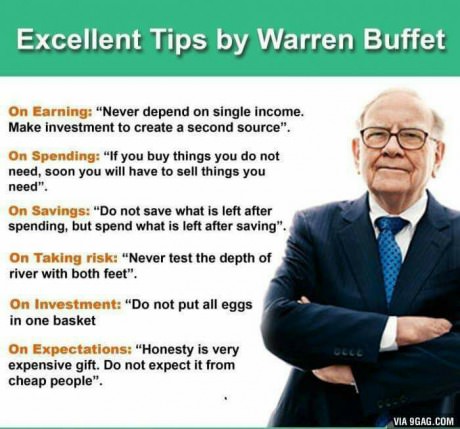 Excellent Tips by Warren Buffet
On Earning: “Never depend on single income.
Make investment to create a second source”.
On Spending: “If you buy things you do not
need, soon you will have to sell things you
need”.
On Savings: “Do not save what is left after
spending, but spend what is left after saving”.
On Taking risk: “Never test the depth of
river with both feet”.
On Investment: “Do not put all eggs
in one basket
On Expectations: “Honesty is very
expensive gift. Do not expect it from
cheap people”.
VIA 9GAG.COM